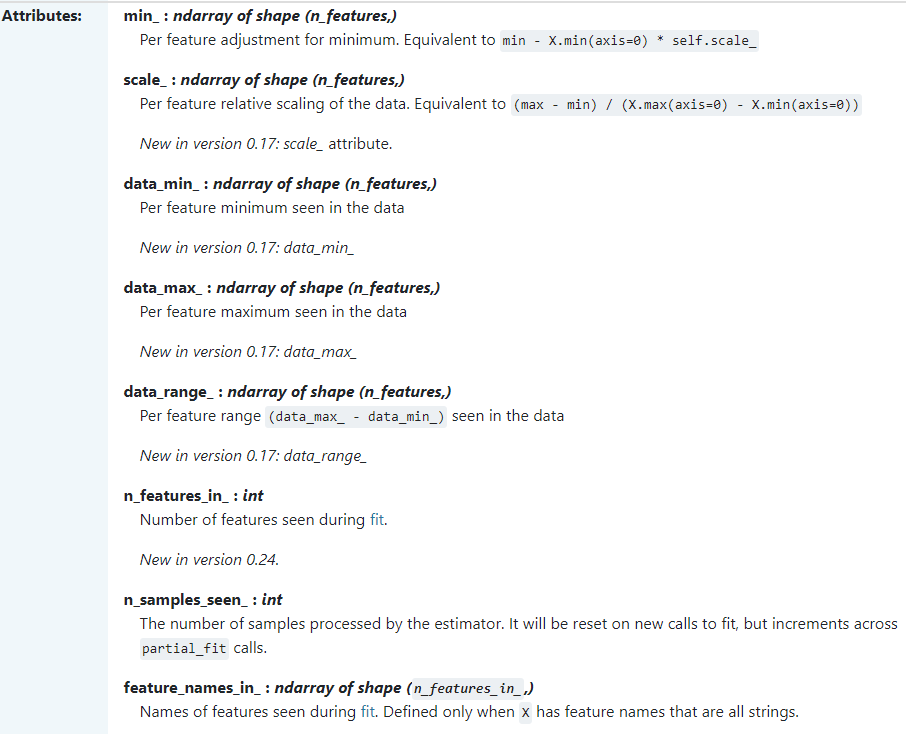 Attributes:
min_ : ndarray of shape (n_features,)
Per feature adjustment for minimum. Equivalent to min - X.min(axis=0) * self.scale_
scale_ : ndarray of shape (n_features,)
Per feature relative scaling of the data. Equivalent to (max - min) / (X.max(axis=0) - X.min(axis=0))
New in version 0.17: scale_ attribute.
data_min_ : ndarray of shape (n_features,)
Per feature minimum seen in the data
New in version 0.17: data_min_
data_max_ : ndarray of shape (n_features,)
Per feature maximum seen in the data
New in version 0.17: data_max_
data_range_ : ndarray of shape (n_features,)
Per feature range (data_max_ - data_min_) seen in the data
New in version 0.17: data_range_
n_features_in_ : int
Number of features seen during fit.
New in version 0.24.
n_samples_seen_ : int
The number of samples processed by the estimator. It will be reset on new calls to fit, but increments across
partial_fit calls.
feature_names_in_ : ndarray of shape (n_features_in_,)
Names of features seen during fit. Defined only when X has feature names that are all strings.